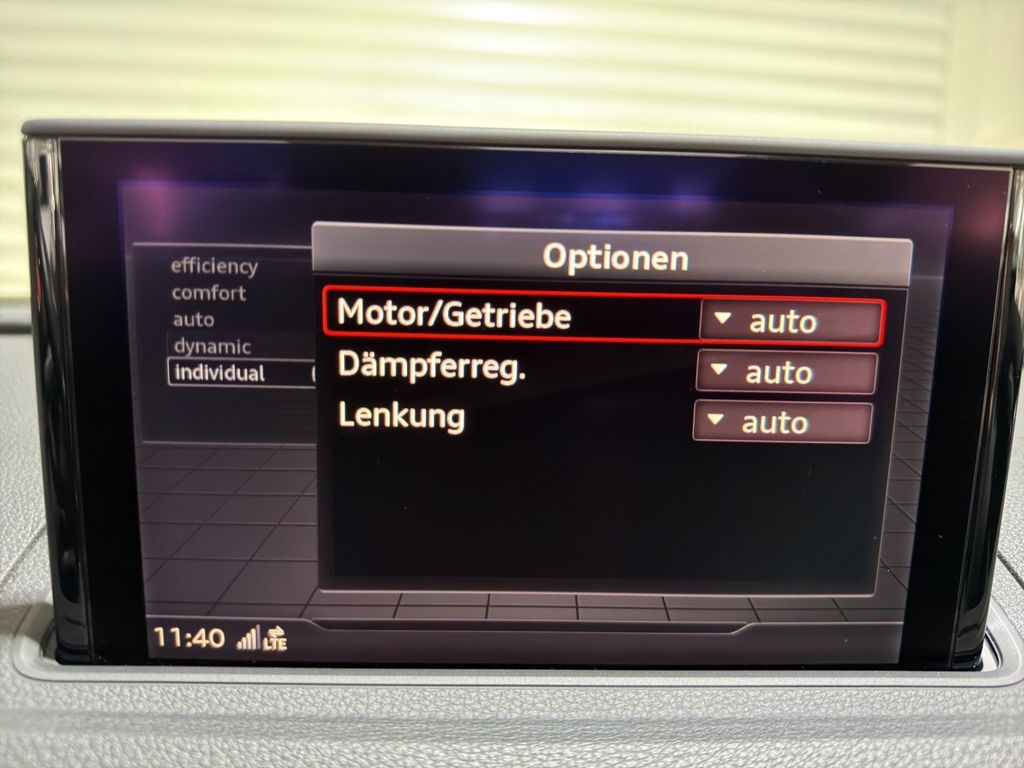 Optionen
efficiency
comfort
auto
dynamic
individual
Motor/Getriebe auto
Dämpferreg. auto
Lenkung auto
11:40 LTE